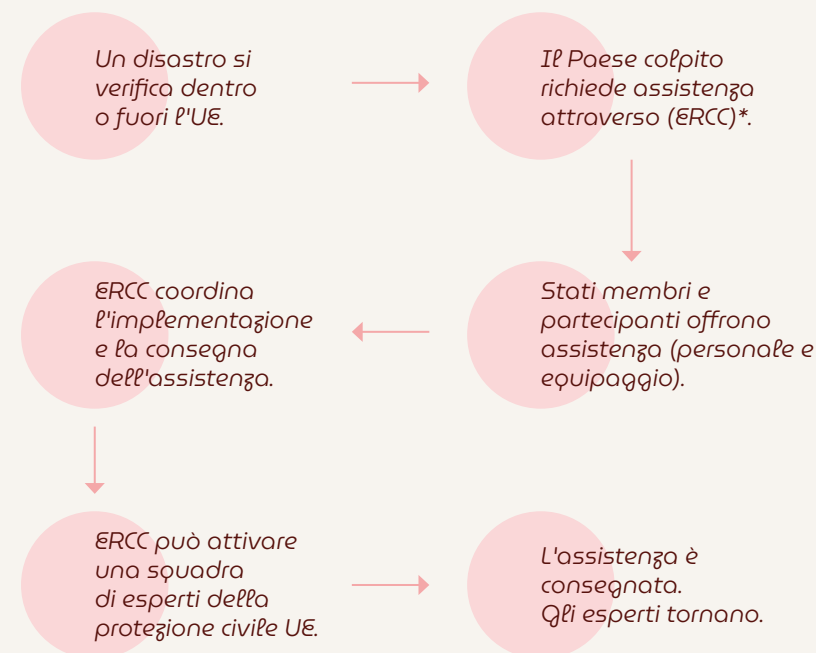 Un disastro si
verifica dentro
o fuori l'UE.
Il Paese colpito
richiede assistenza
attraverso (ERCC)*.
Stati membri e
partecipanti offrono
assistenza (personale e
equipaggio).
ERCC coordina
l'implementazione
e la consegna
dell'assistenza.
ERCC può attivare
una squadra
di esperti della
protezione civile UE.
L'assistenza è
consegnata.
Gli esperti tornano.